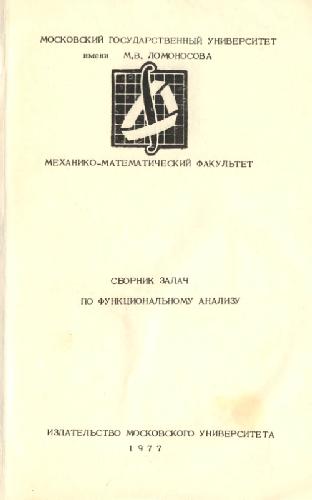 МОСКОВСКИЙ ГОСУДАРСТВЕННЫЙ УНИВЕРСИТЕТ
имени М.В. ЛОМОНОСОВА
МЕХАНИКО-МАТЕМАТИЧЕСКИЙ ФАКУЛЬТЕТ
СБОРНИК ЗАДАЧ
ПО ФУНКЦИОНАЛЬНОМУ АНАЛИЗУ
ИЗДАТЕЛЬСТВО МОСКОВСКОГО УНИВЕРСИТЕТА
1977